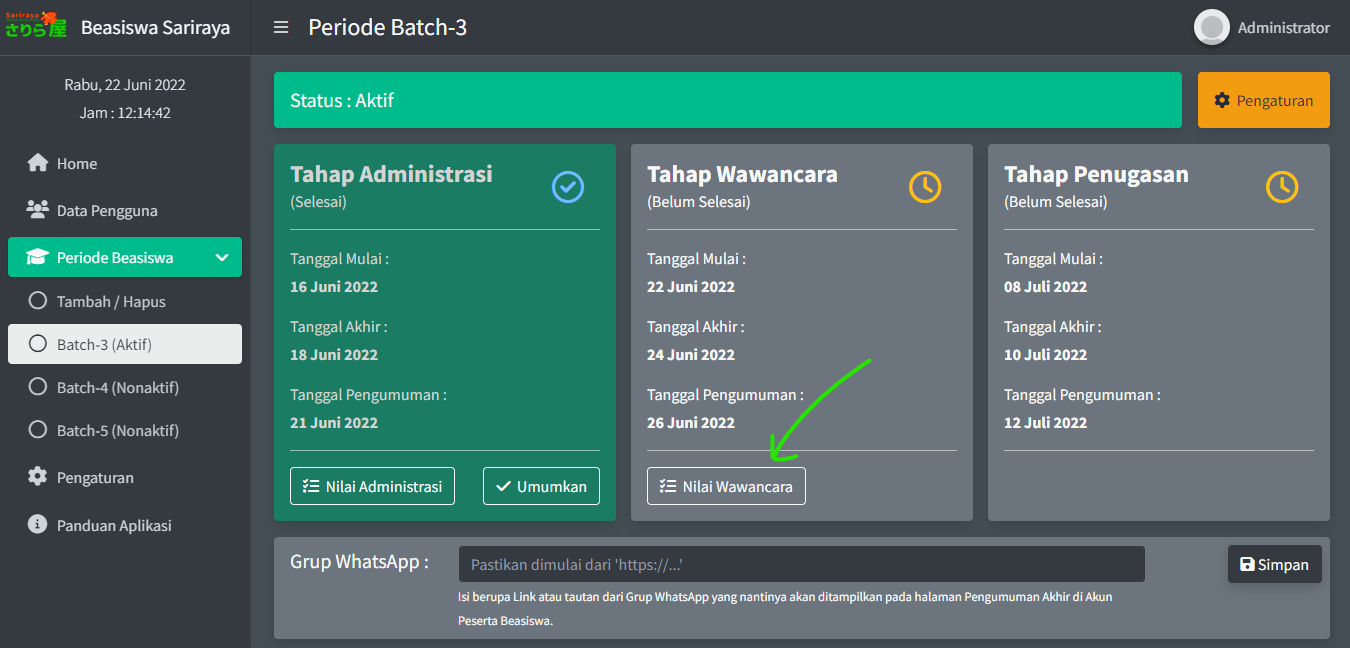 Sariraya
さりら屋
Beasiswa Sariraya
Periode Batch-3
Administrator
Rabu, 22 Juni 2022
Jam : 12:14:42
Home
Data Pengguna
Periode Beasiswa
Tambah / Hapus
Batch-3 (Aktif)
Batch-4 (Nonaktif)
Batch-5 (Nonaktif)
Pengaturan
Panduan Aplikasi
Status : Aktif
Pengaturan
Tahap Administrasi
(Selesai)
Tanggal Mulai :
16 Juni 2022
Tanggal Akhir :
18 Juni 2022
Tanggal Pengumuman :
21 Juni 2022
Nilai Administrasi
Umumkan
Tahap Wawancara
(Belum Selesai)
Tanggal Mulai :
22 Juni 2022
Tanggal Akhir :
24 Juni 2022
Tanggal Pengumuman :
26 Juni 2022
Nilai Wawancara
Tahap Penugasan
(Belum Selesai)
Tanggal Mulai :
08 Juli 2022
Tanggal Akhir :
10 Juli 2022
Tanggal Pengumuman :
12 Juli 2022
Grup WhatsApp :
Pastikan dimulai dari 'https://...'
Simpan
Isi berupa Link atau tautan dari Grup WhatsApp yang nantinya akan ditampilkan pada halaman Pengumuman Akhir di Akun
Peserta Beasiswa.